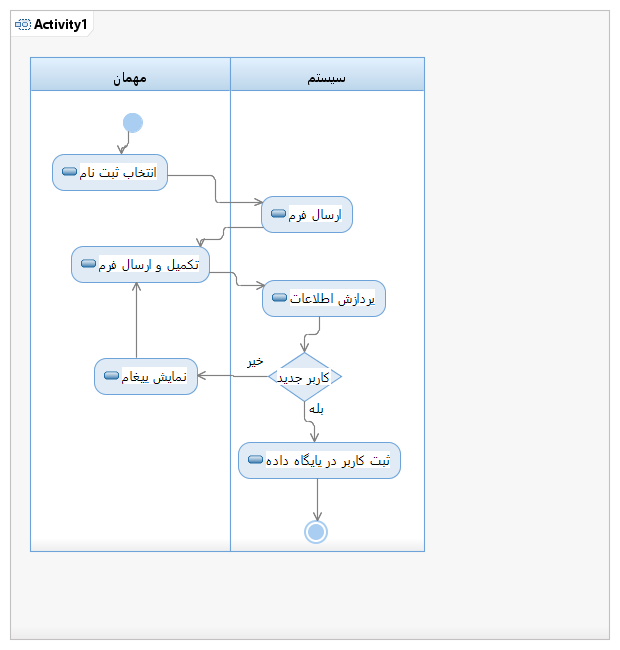 Activity1
مهمان
سیستم
انتخاب ثبت نام
ارسال فرم
تکمیل و ارسال فرم
پردازش اطلاعات
خیر
کاربر جدید
نمایش پیغام
بله
ثبت کاربر در پایگاه داده